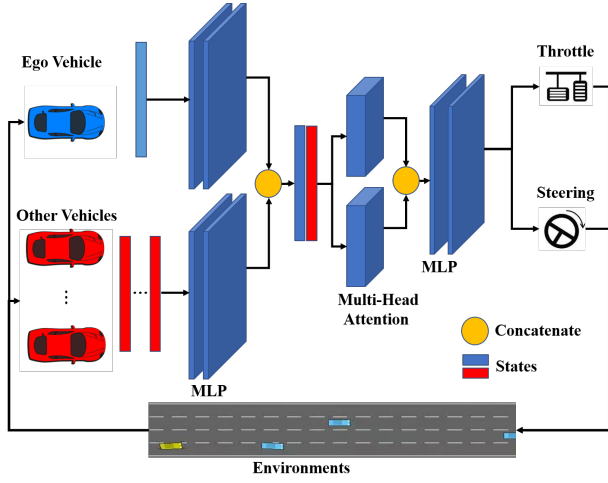 Ego Vehicle
Throttle
Other Vehicles
Steering
MLP
Multi-Head
Attention
MLP
Concatenate
States
Environments